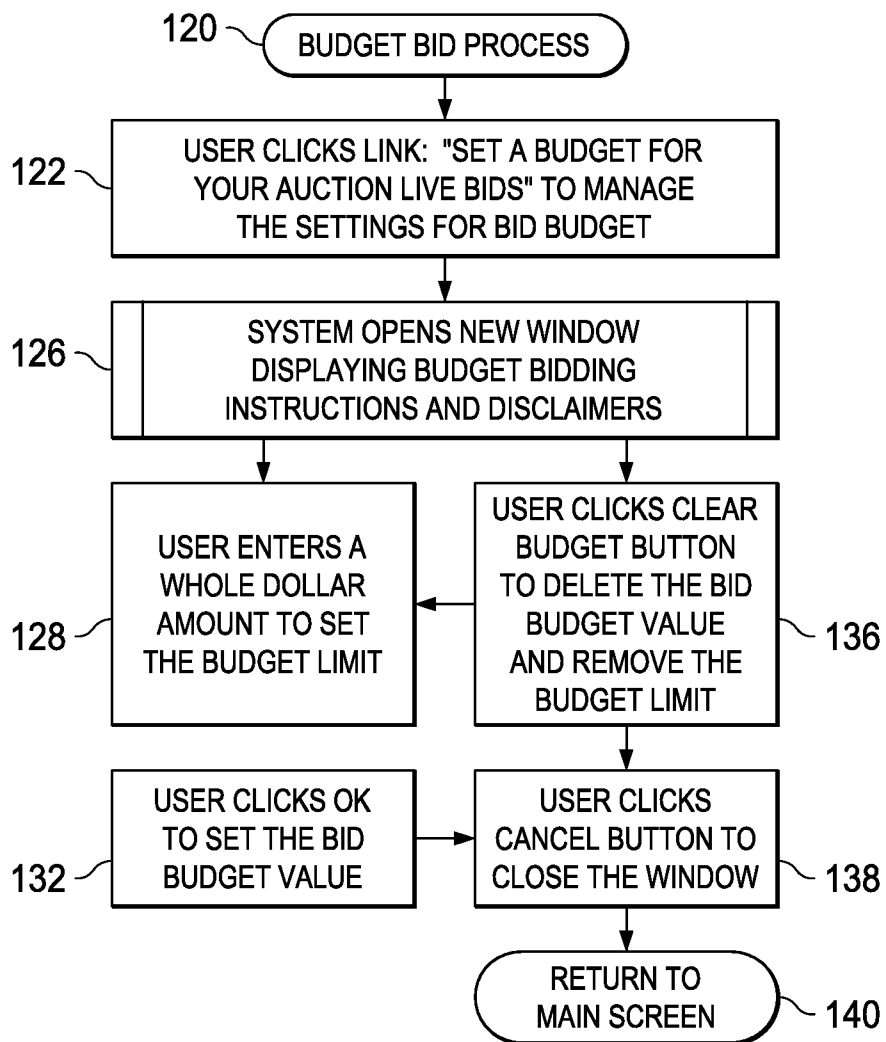 120
BUDGET BID PROCESS
122
USER CLICKS LINK: "SET A BUDGET FOR
YOUR AUCTION LIVE BIDS" TO MANAGE
THE SETTINGS FOR BID BUDGET
126
SYSTEM OPENS NEW WINDOW
DISPLAYING BUDGET BIDDING
INSTRUCTIONS AND DISCLAIMERS
128
USER ENTERS A
WHOLE DOLLAR
AMOUNT TO SET
THE BUDGET LIMIT
USER CLICKS CLEAR
BUDGET BUTTON
TO DELETE THE BID
BUDGET VALUE
AND REMOVE THE
BUDGET LIMIT
136
132
USER CLICKS OK
TO SET THE BID
BUDGET VALUE
USER CLICKS
CANCEL BUTTON TO
CLOSE THE WINDOW
138
RETURN TO
MAIN SCREEN
140